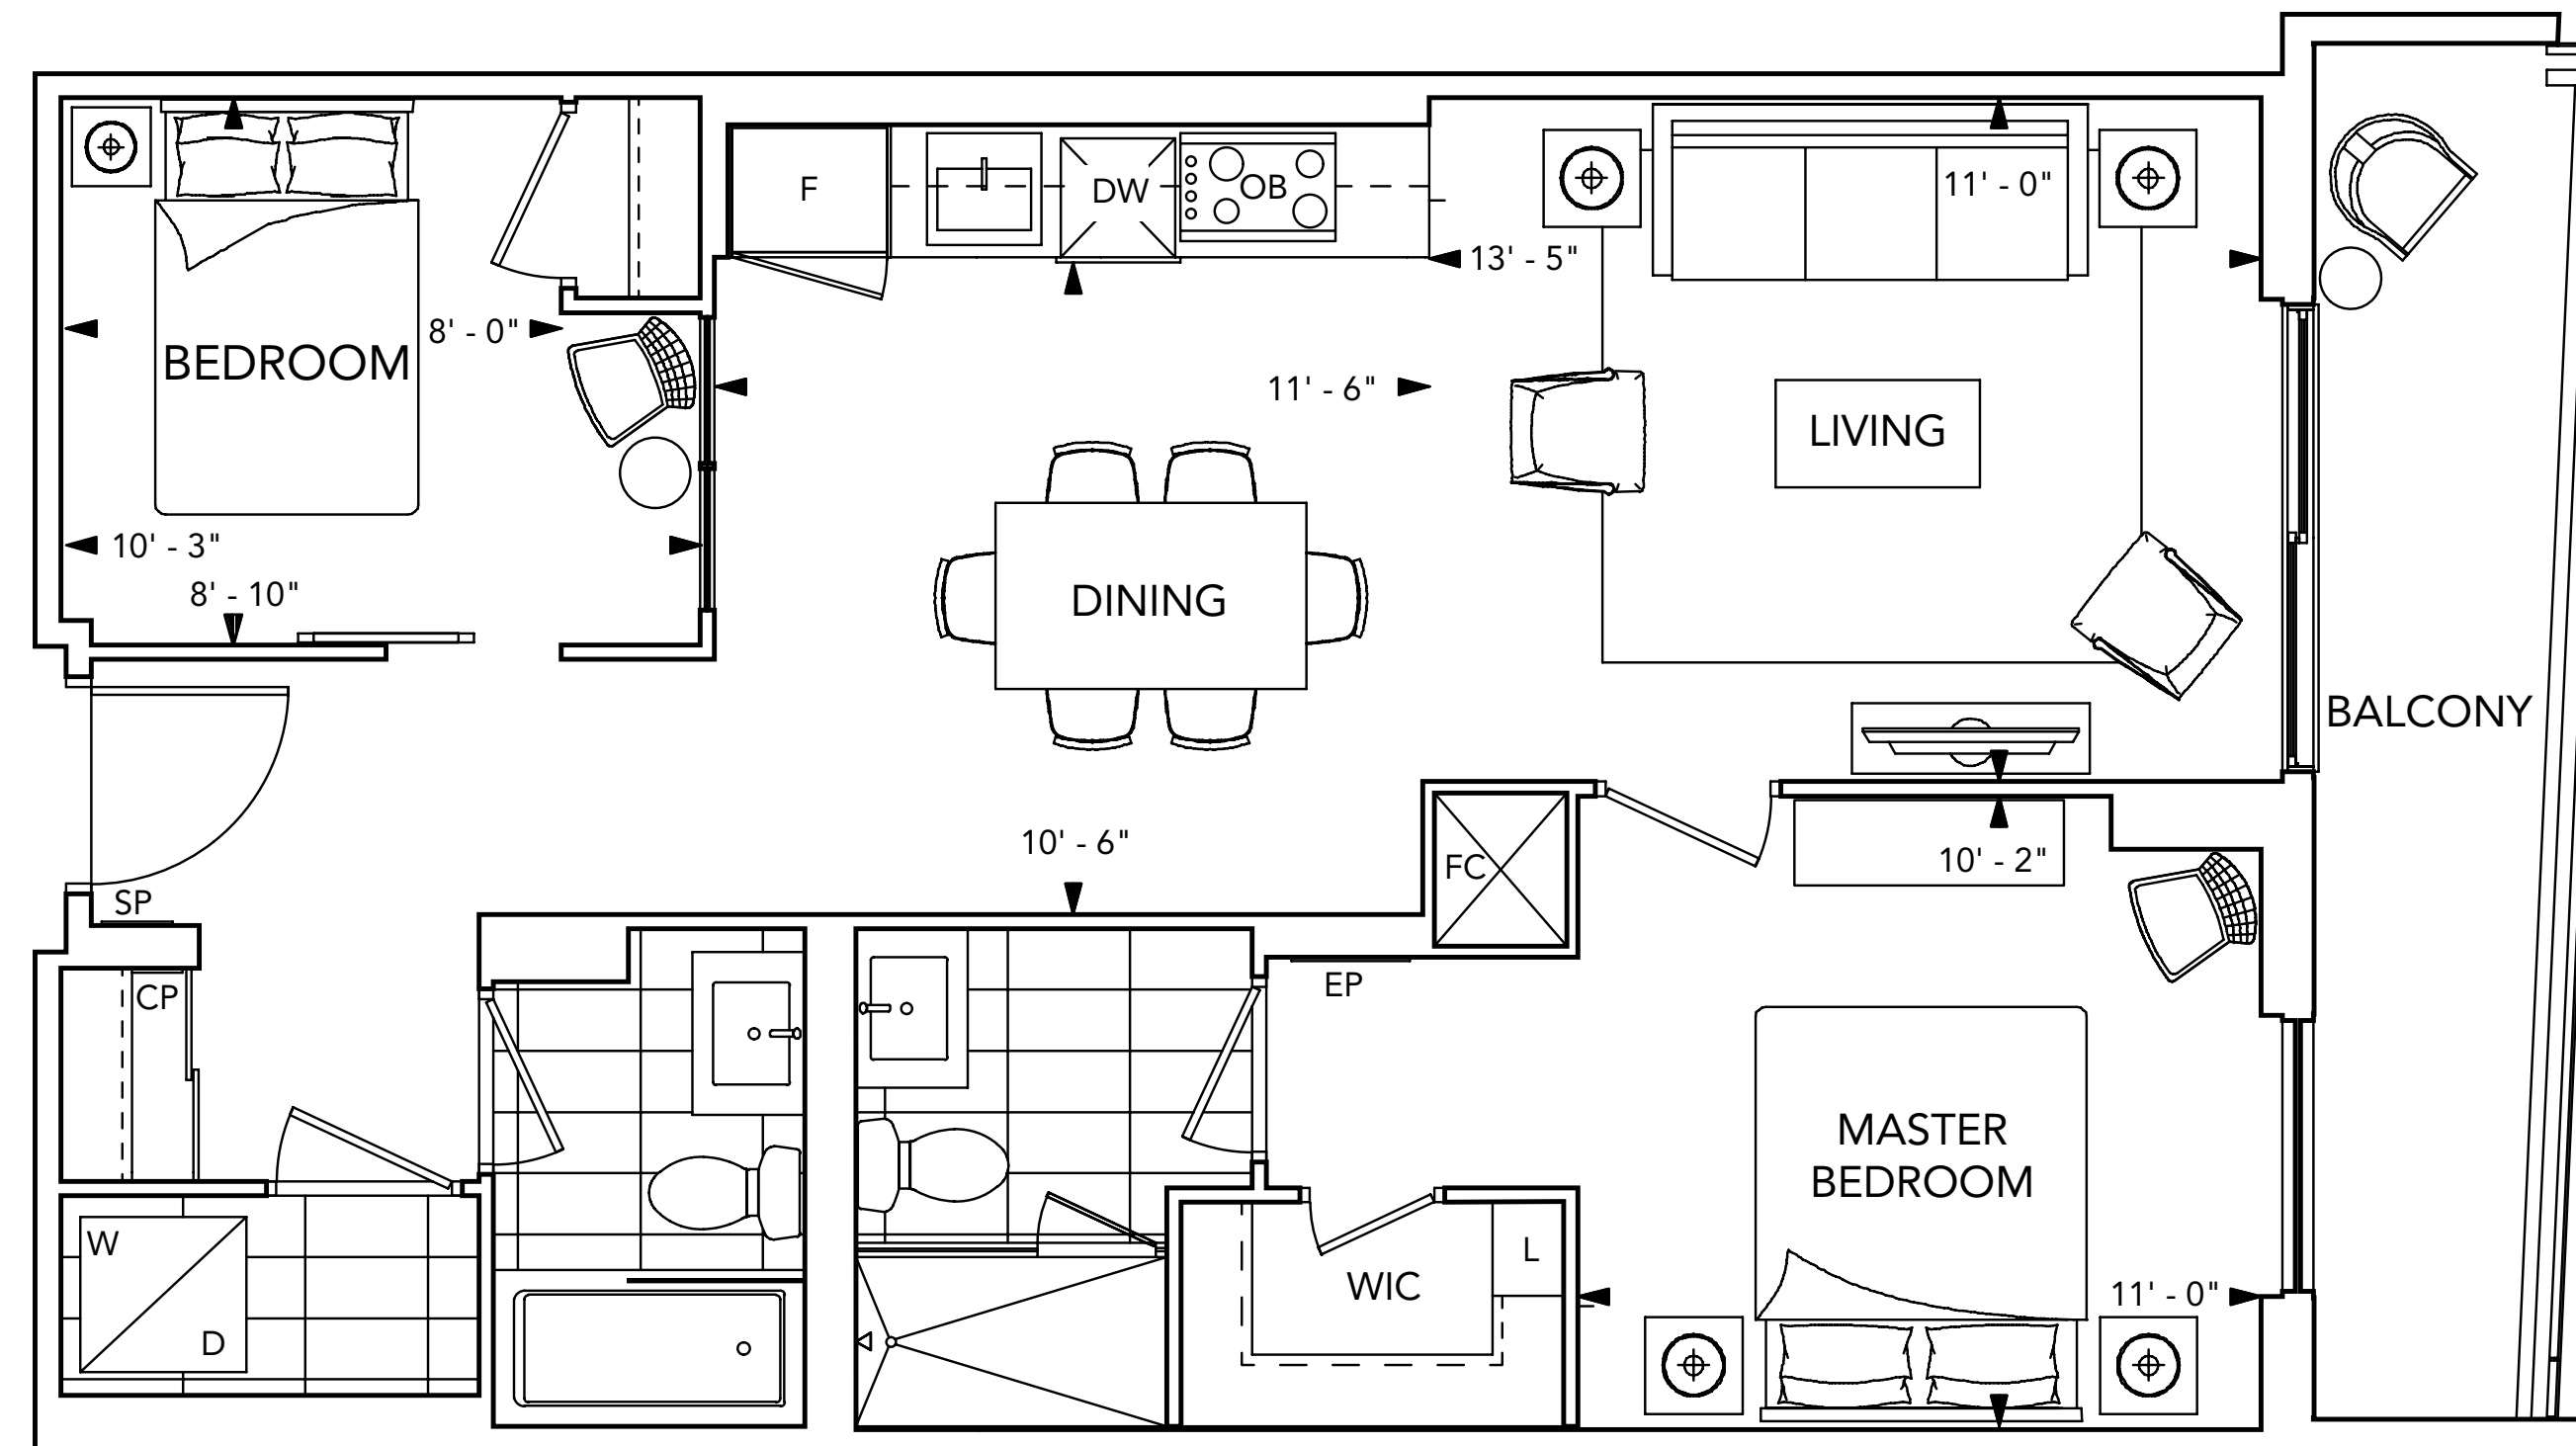 F
DW
OB
11' - 0"
13' - 5"
8' - 0"
BEDROOM
11' - 6"
LIVING
10' - 3"
8' - 10"
DINING
BALCONY
10' - 6"
10' - 2"
FC
SP
EP
CP
MASTER
BEDROOM
W
L
WIC
11' - 0"
D